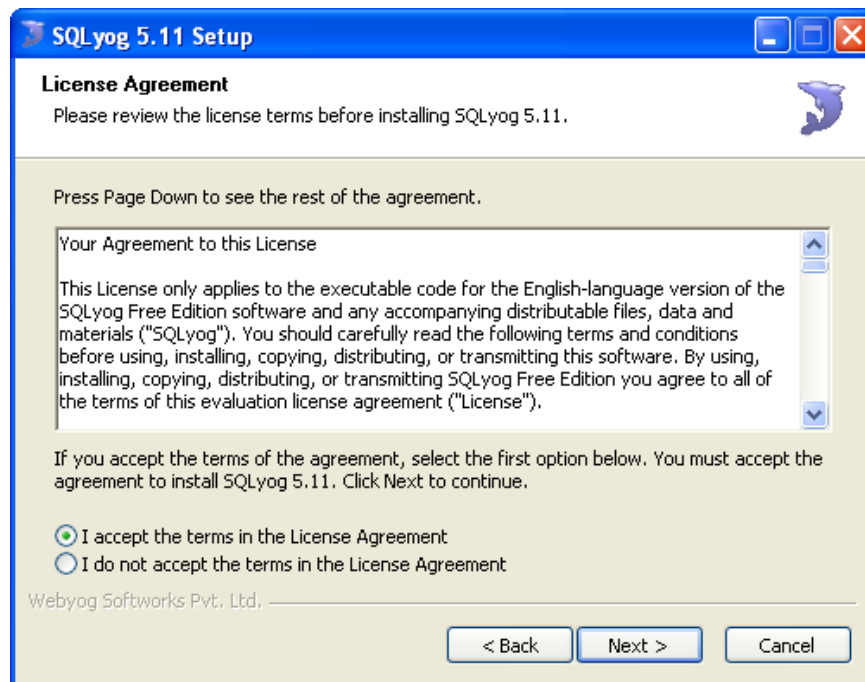 SQLyog 5.11 Setup
License Agreement
Please review the license terms before installing SQLyog 5.11.
Press Page Down to see the rest of the agreement.
Your Agreement to this License
This License only applies to the executable code for the English-language version of the
SQLyog Free Edition software and any accompanying distributable files, data and
materials ("SQLyog"). You should carefully read the following terms and conditions
before using, installing, copying, distributing, or transmitting this software. By using,
installing, copying, distributing, or transmitting SQLyog Free Edition you agree to all of
the terms of this evaluation license agreement ("License").
If you accept the terms of the agreement, select the first option below. You must accept the
agreement to install SQLyog 5.11. Click Next to continue.
I accept the terms in the License Agreement
I do not accept the terms in the License Agreement
Webyog Softworks Pvt. Ltd.
< Back Next > Cancel